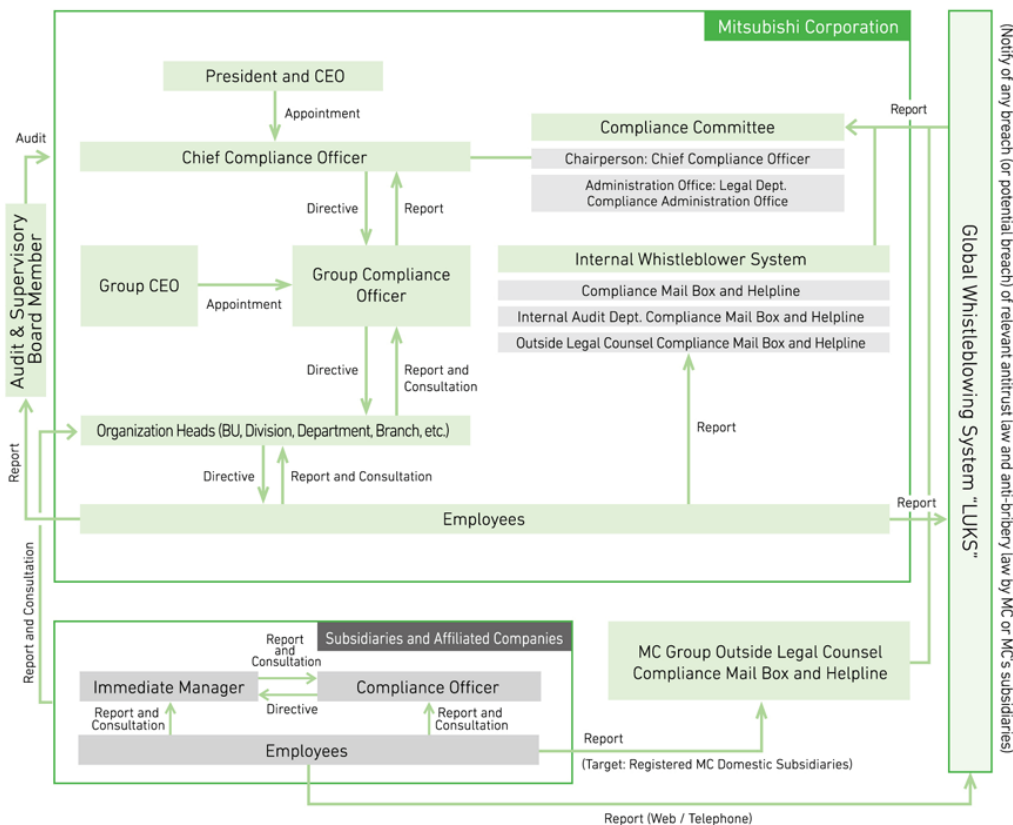 Mitsubishi Corporation
President and CEO
Appointment
Audit
Chief Compliance Officer
Directive
Report
Compliance Committee
Chairperson: Chief Compliance Officer
Administration Office: Legal Dept.
Compliance Administration Office
Report
Group CEO
Appointment
Group Compliance
Officer
Internal Whistleblower System
Compliance Mail Box and Helpline
Internal Audit Dept. Compliance Mail Box and Helpline
Outside Legal Counsel Compliance Mail Box and Helpline
Audit & Supervisory
Board Member
Directive
Report and
Consultation
Organization Heads (BU, Division, Department, Branch, etc.)
Report
Directive
Report and Consultation
Report
Employees
Report
Global Whistleblowing System "LUKS"
(Notify of any breach (or potential breach) of relevant antitrust law and anti-bribery law by MC or MC's subsidiaries)
Report and Consultation
Subsidiaries and Affiliated Companies
Report
and
Consultation
Immediate Manager
Compliance Officer
Directive
Report and
Consultation
Report and
Consultation
Employees
MC Group Outside Legal Counsel
Compliance Mail Box and Helpline
Report
(Target: Registered MC Domestic Subsidiaries)
Report (Web / Telephone)